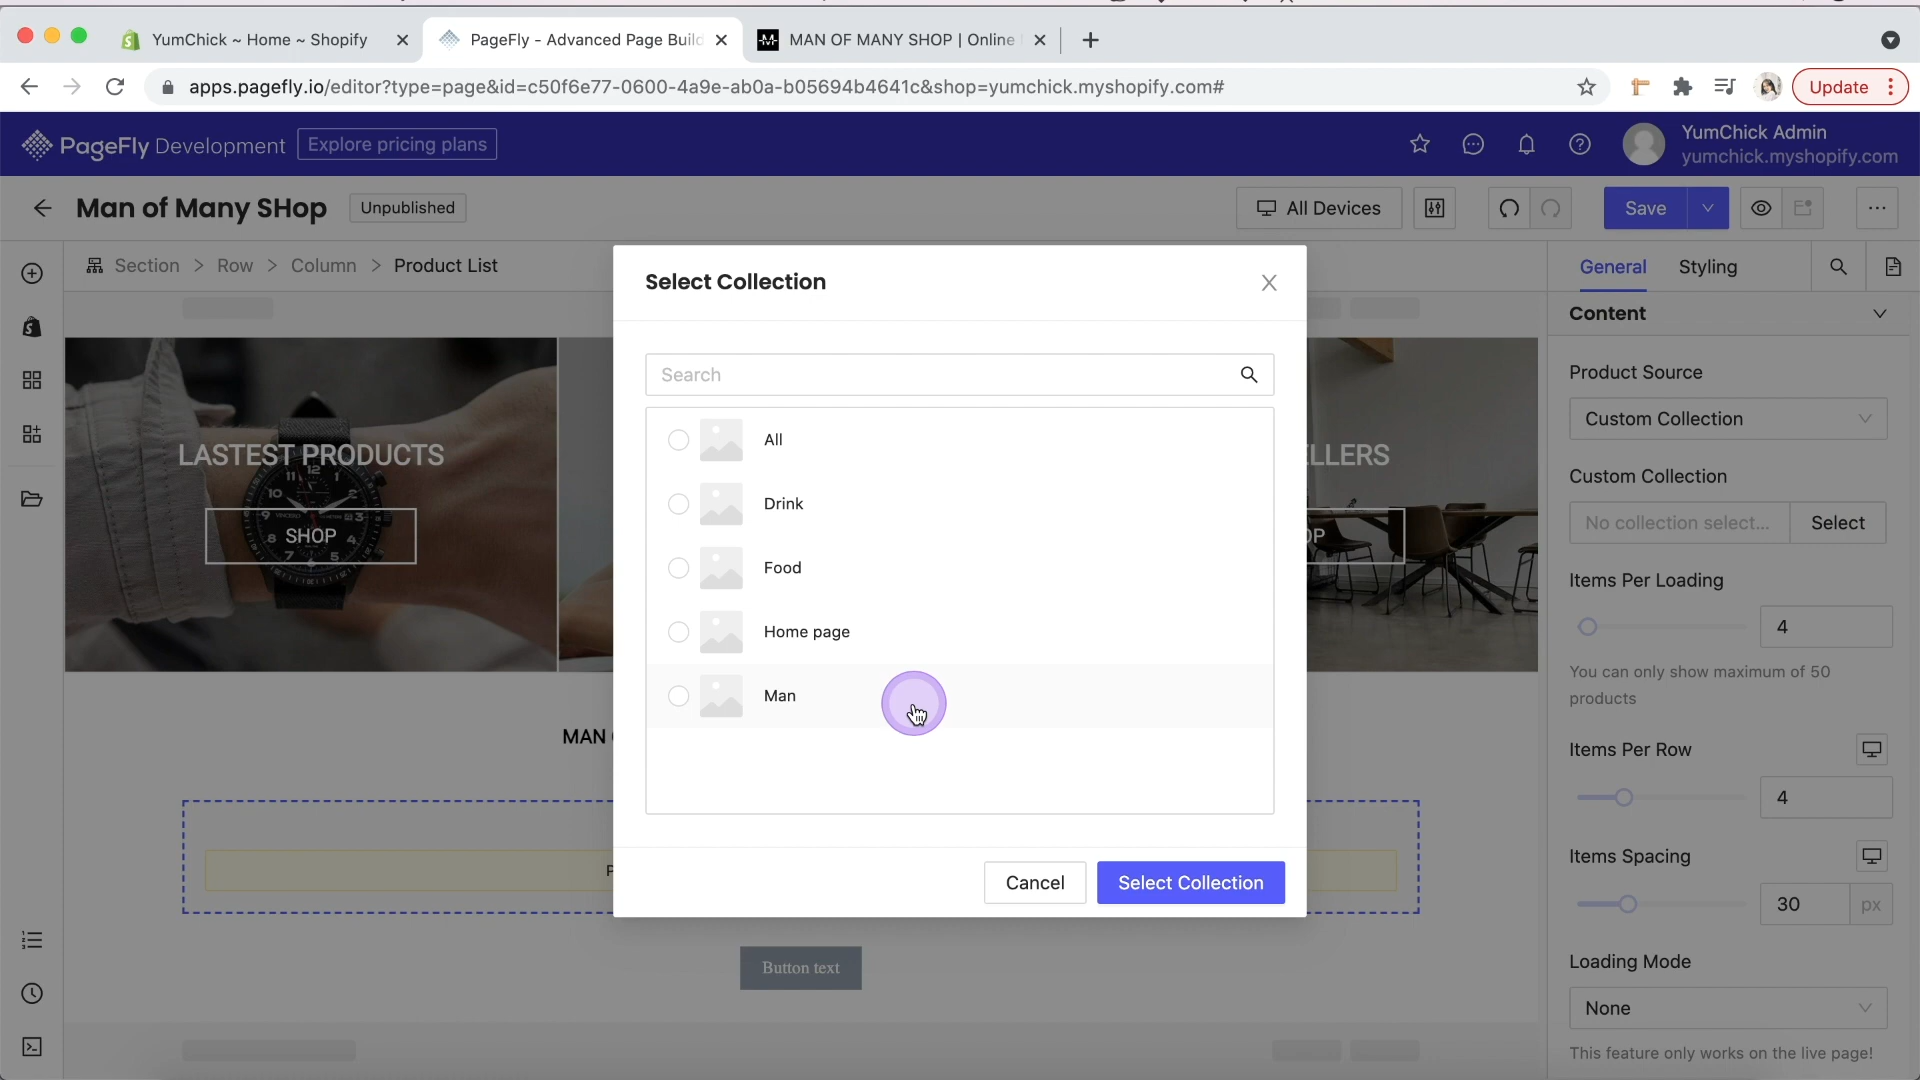 YumChick ~ Home ~ Shopify
PageFly - Advanced Page Build
MAN OF MANY SHOP | Online
apps.pagefly.io/editor?type=page&id=c50f6e77-0600-4a9e-ab0a-b05694b4641c&shop=yumchick.myshopify.com#
Update
PageFly Development
Explore pricing plans
YumChick Admin
yumchick.myshopify.com
Man of Many SHop
Unpublished
All Devices
Save
Section > Row > Column > Product List
General
Styling
Select Collection
Search
All
Drink
Food
Home page
Man
Cancel
Select Collection
LASTEST PRODUCTS
SHOP
ELLERS
OP
MAN
P
Button text
Content
Product Source
Custom Collection
Custom Collection
No collection select...
Select
Items Per Loading
4
You can only show maximum of 50
products
Items Per Row
4
Items Spacing
30
px
Loading Mode
None
This feature only works on the live page!